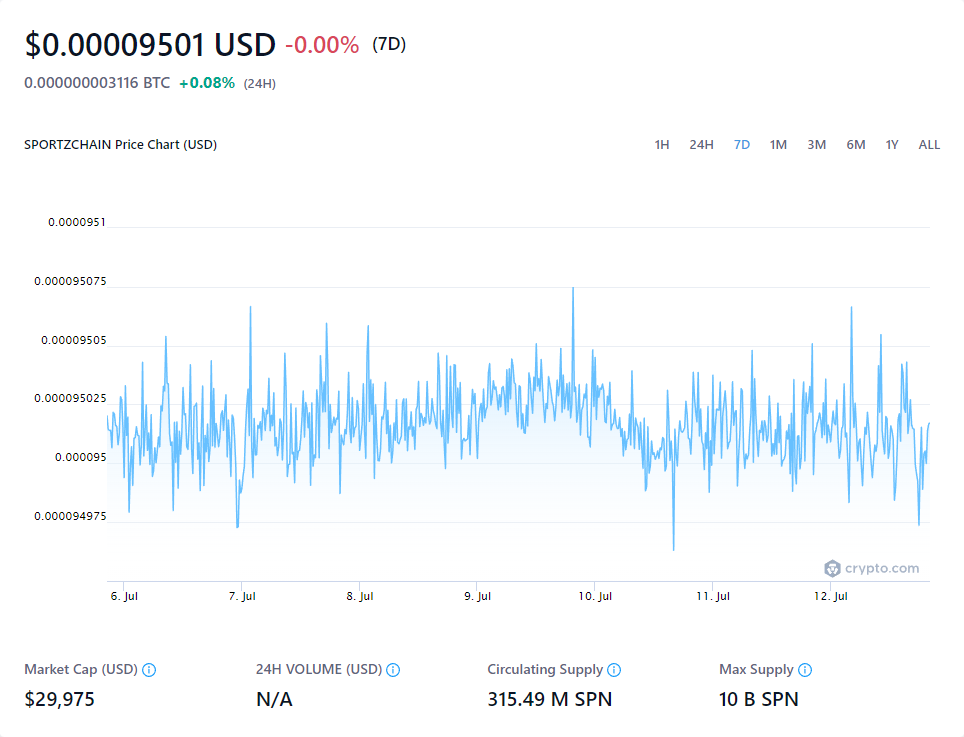 $0.00009501 USD -0.00% (7D)
0.000000003116 BTC +0.08% (24H)
SPORTZCHAIN Price Chart (USD) 1H 24H 7D 1M 3M 6M 1Y ALL
0.0000951
0.000095075
0.00009505
0.000095025
0.000095
0.000094975
crypto.com
6. Jul 7. Jul 8. Jul 9. Jul 10. Jul 11. Jul 12. Jul
Market Cap (USD) 24H VOLUME (USD) Circulating Supply Max Supply
$29,975 N/A 315.49 M SPN 10 B SPN